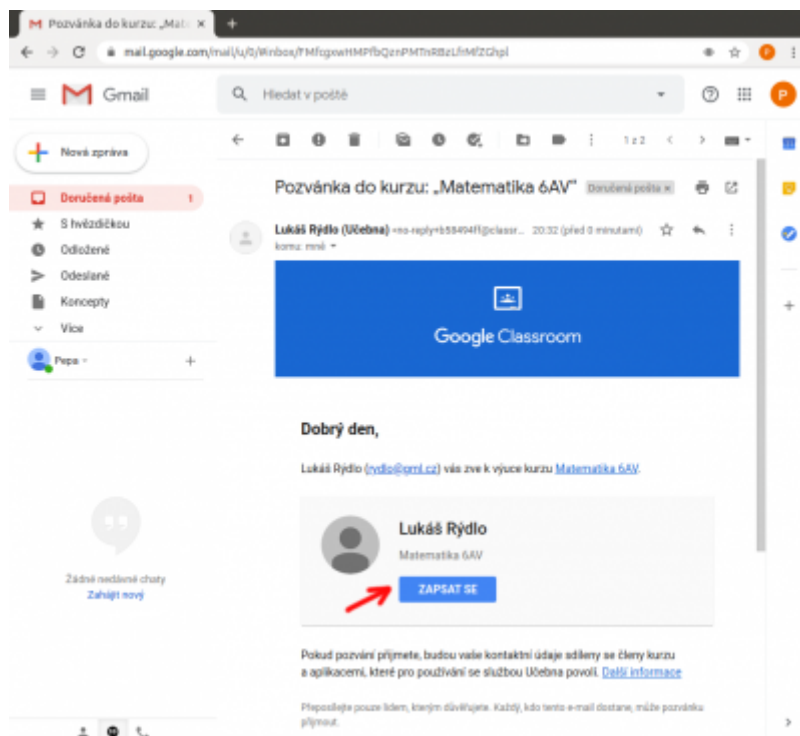 Pozvánka do kurzu: „Mat
mail.google.com/mail/u/0/#inbox/
Gmail
Hledat v poště
P
Nová zpráva
1 z 2
Doručená pošta 1
S hvězdičkou
Odložené
Odeslané
Koncepty
Více
Pepa
Žádné nedávné chaty
Zahájit nový
Pozvánka do kurzu: „Matematika 6AV“ Doručená pošta x
Lukáš Rýdlo (Učebna) 20:32 (před 0 minutami)
komu: mně
Google Classroom
Dobrý den,
Lukáš Rýdlo (rydlo@gml.cz) vás zve k výuce kurzu Matematika 6AV.
Lukáš Rýdlo
Matematika 6AV
ZAPSAT SE
Pokud pozvání přijmete, budou vaše kontaktní údaje sdíleny se členy kurzu
a aplikacemi, které pro používání se službou Učebna povolí. Další informace
Přeposílejte pouze lidem, kterým důvěřujete. Každý, kdo tento e-mail dostane, může pozvánku
přijmout.